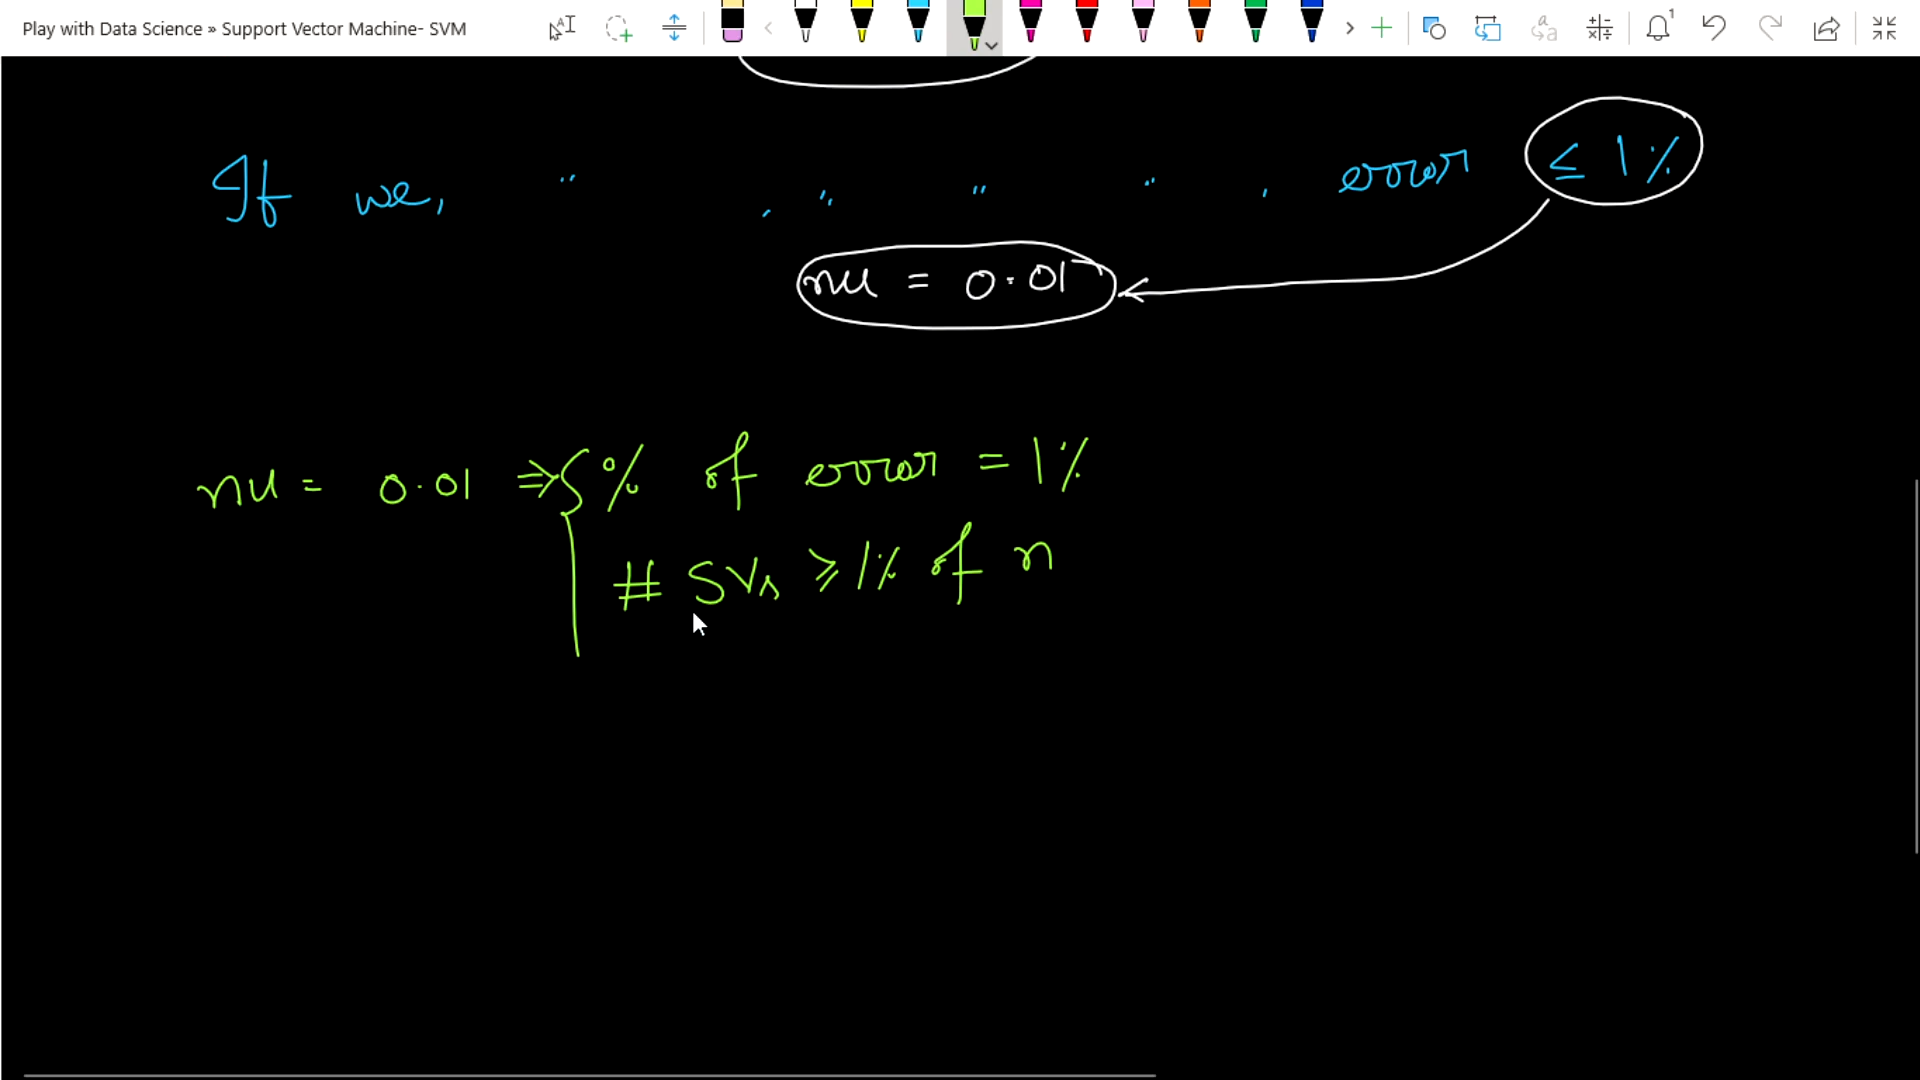 Play with Data Science » Support Vector Machine- SVM
If we, " , " " " , error ≤ 1%
nu = 0.01
nu = 0.01 ⇒ % of error = 1%
# SVs ≥ 1% of n